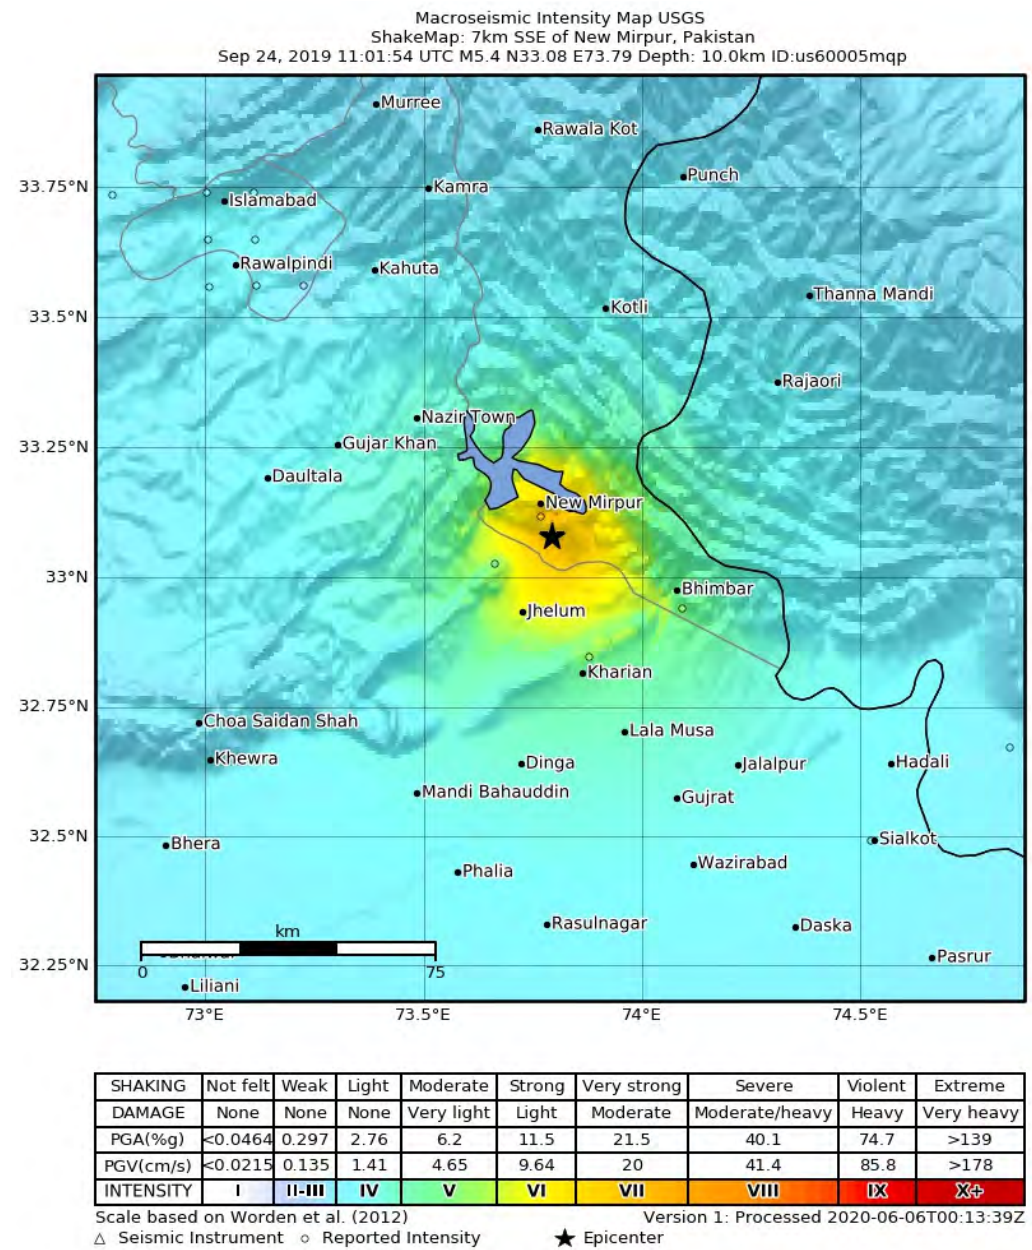 Macroseismic Intensity Map USGS
ShakeMap: 7km SSE of New Mirpur, Pakistan
Sep 24, 2019 11:01:54 UTC M5.4 N33.08 E73.79 Depth: 10.0km ID:us60005mqp
Murree
Rawala Kot
33.75°N
Kamra
Punch
Islamabad
Rawalpindi
Kahuta
Thanna Mandi
Kotli
33.5°N
Rajaori
Nazir Town
33.25°N
Gujar Khan
Daultala
New Mirpur
33°N
Bhimbar
Jhelum
Kharian
32.75°N
Choa Saidan Shah
Lala Musa
Khewra
Dinga
Jalalpur
Hadali
Mandi Bahauddin
Gujrat
32.5°N
Bhera
Sialkot
Phalia
Wazirabad
Rasulnagar
Daska
km
0 75
32.25°N
Pasrur
Liliani
73°E 73.5°E 74°E 74.5°E
SHAKING Not felt Weak Light Moderate Strong Very strong Severe Violent Extreme
DAMAGE None None None Very light Light Moderate Moderate/heavy Heavy Very heavy
PGA(%g) <0.0464 0.297 2.76 6.2 11.5 21.5 40.1 74.7 >139
PGV(cm/s) <0.0215 0.135 1.41 4.65 9.64 20 41.4 85.8 >178
INTENSITY I II-III IV V VI VII VIII IX X+
Scale based on Worden et al. (2012) Version 1: Processed 2020-06-06T00:13:39Z
△ Seismic Instrument ○ Reported Intensity ★ Epicenter